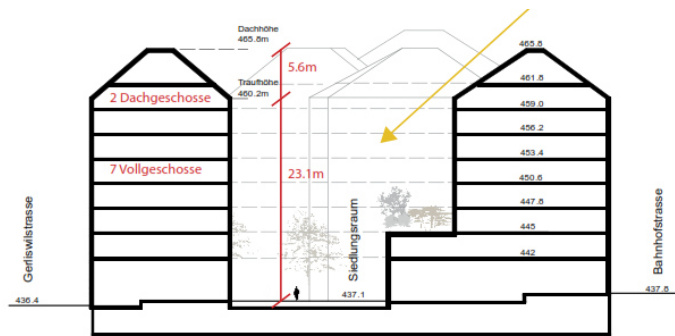 Dachhöhe
465.8m
5.6m
Traufhöhe
460.2m
2 Dachgeschosse
7 Vollgeschosse
23.1m
Gerliswilstrasse
Siedlungsraum
Bahnhofstrasse
465.8
461.8
459.0
456.2
453.4
450.6
447.8
445
442
436.4
437.1
437.8